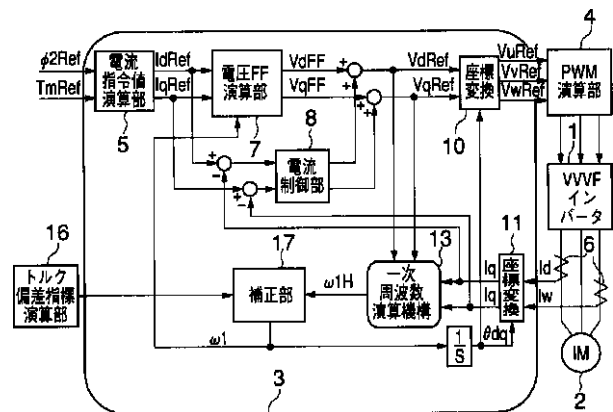 φ2Ref
TmRef
電流
指令値
演算部
5
IdRef
IqRef
電圧FF
演算部
7
VdFF
VqFF
+
+
+
+
8
電流
制御部
+
−
+
−
VdRef
VqRef
座標
変換
10
VuRef
VvRef
VwRef
4
PWM
演算部
1
VVVF
イン
バータ
6
11
座標変換
Id
Iw
Iq
Iq
13
一次
周波数
演算機構
ω1H
17
補正部
16
トルク
偏差指標
演算部
ω1
1
S
θdq
IM
2
3